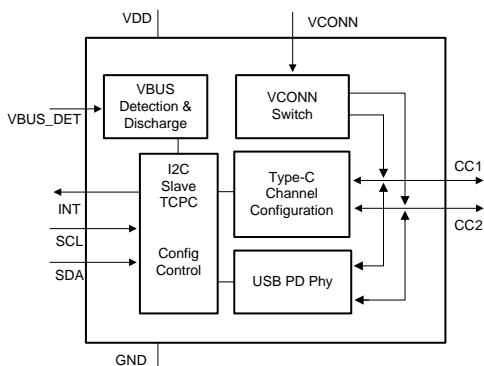 VDD
VCONN
VBUS
Detection &
Discharge
VCONN
Switch
VBUS_DET
I2C
Slave
TCPC
Type-C
Channel
Configuration
CC1
INT
CC2
SCL
Config
Control
SDA
USB PD Phy
GND